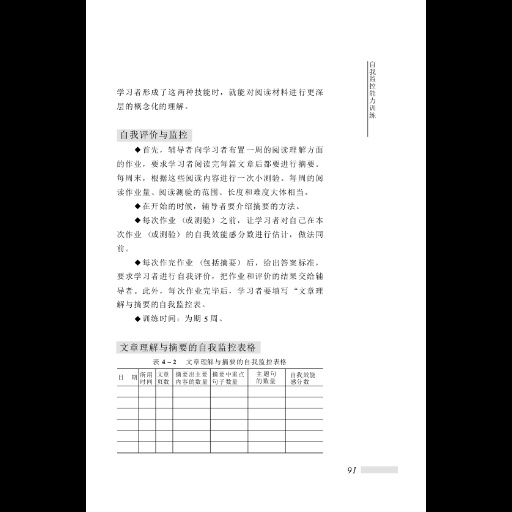 自我监控能力训练
学习者形成了这两种技能时，就能对阅读材料进行更深
层的概念化的理解。
自我评价与监控
◆首先，辅导者向学习者布置一周的阅读理解方面
的作业，要求学习者阅读完每篇文章后都要进行摘要。
每周末，根据这些阅读内容进行一次小测验。每周的阅
读作业量、阅读测验的范围、长度和难度大体相当。
◆在开始的时候，辅导者要介绍摘要的方法。
◆每次作业（或测验）之前，让学习者对自己在本
次作业（或测验）的自我效能感分数进行估计，做法同
前。
◆每次作完作业（包括摘要）后，给出答案标准，
要求学习者进行自我评价，把作业和评价的结果交给辅
导者。此外，每次作业完毕后，学习者要填写“文章理
解与摘要的自我监控表。
◆训练时间：为期 5 周。
文章理解与摘要的自我监控表格
表 4－2 文章理解与摘要的自我监控表格
日 期 所用时间 文章页数 摘要出主要内容的数量 摘要中重点句子数量 主题句的数量 自我效能感分数
91